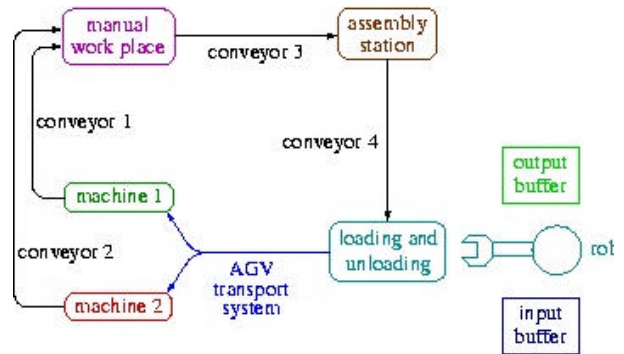 manual
work place
assembly
station
conveyor 3
conveyor 1
conveyor 4
output
buffer
machine 1
loading and
unloading
rot
conveyor 2
AGV
transport
system
machine 2
input
buffer